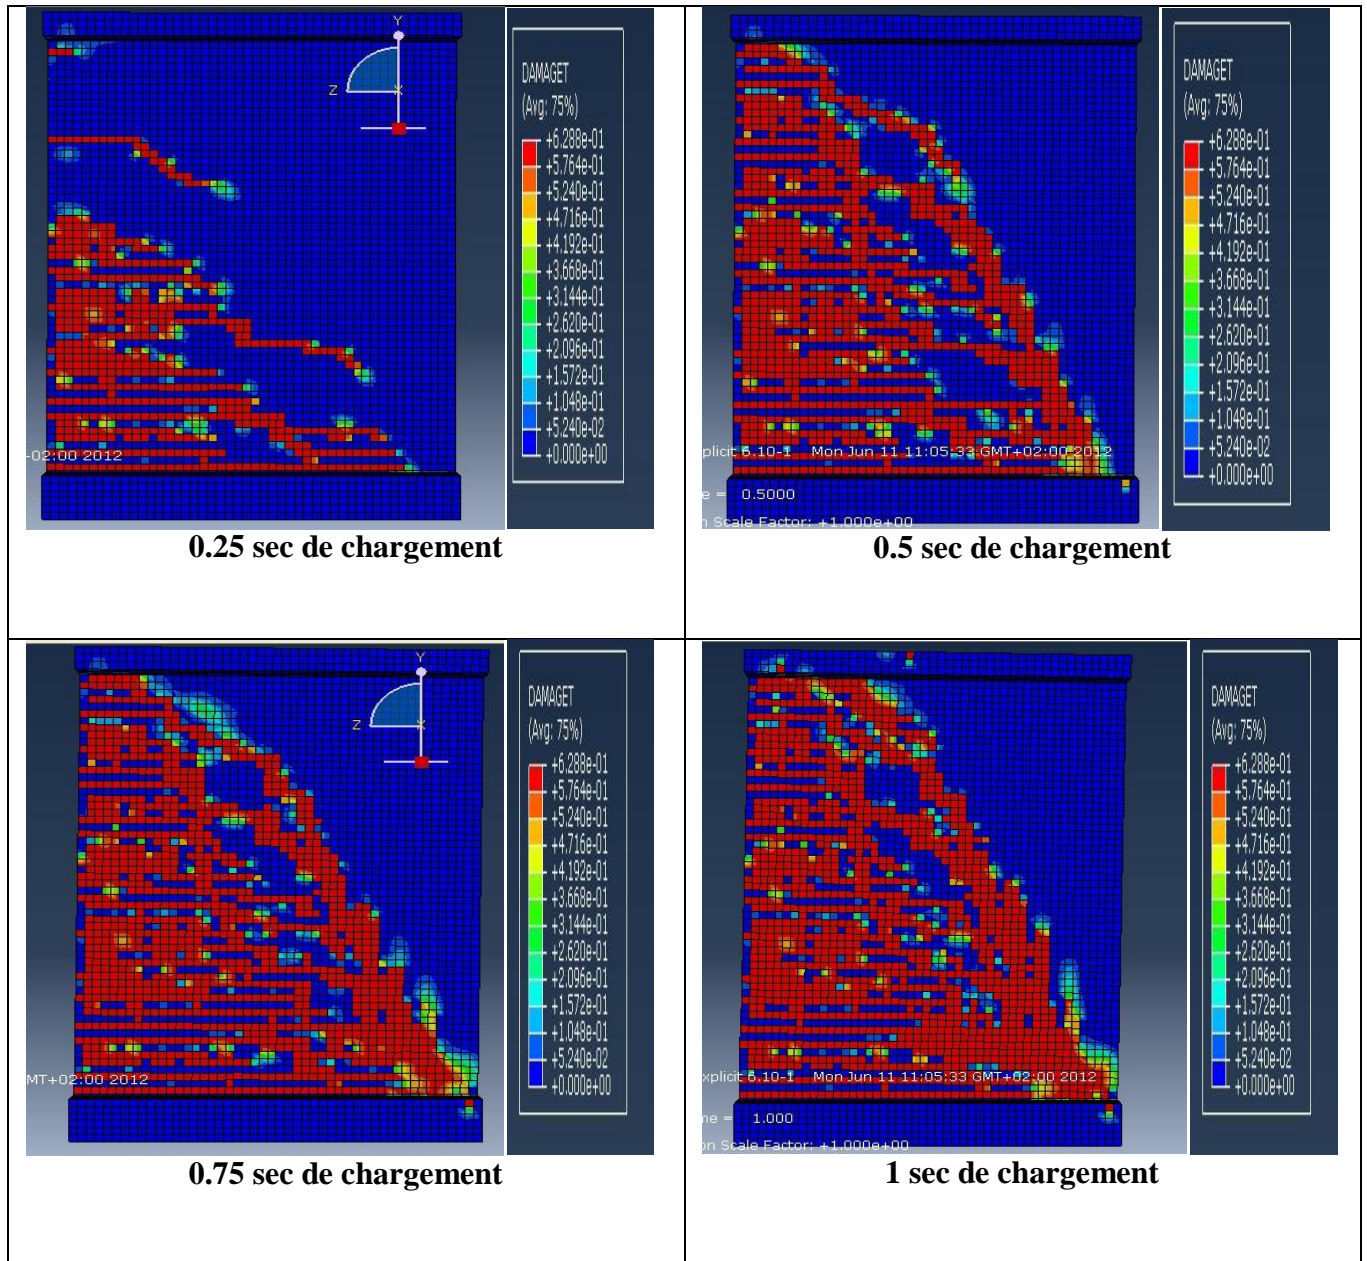 Y
Z
X
DAMAGET
(Avg: 75%)
+6.288e-01
+5.764e-01
+5.240e-01
+4.716e-01
+4.192e-01
+3.668e-01
+3.144e-01
+2.620e-01
+2.096e-01
+1.572e-01
+1.048e-01
+5.240e-02
+0.000e+00
-02:00 2012
0.25 sec de chargement
DAMAGET
(Avg: 75%)
+6.288e-01
+5.764e-01
+5.240e-01
+4.716e-01
+4.192e-01
+3.668e-01
+3.144e-01
+2.620e-01
+2.096e-01
+1.572e-01
+1.048e-01
+5.240e-02
+0.000e+00
plicit 6.10-1 Mon Jun 11 11:05:33 GMT+02:00 2012
e = 0.5000
n Scale Factor: +1.000e+00
0.5 sec de chargement
Y
Z
X
DAMAGET
(Avg: 75%)
+6.288e-01
+5.764e-01
+5.240e-01
+4.716e-01
+4.192e-01
+3.668e-01
+3.144e-01
+2.620e-01
+2.096e-01
+1.572e-01
+1.048e-01
+5.240e-02
+0.000e+00
MT+02:00 2012
0.75 sec de chargement
DAMAGET
(Avg: 75%)
+6.288e-01
+5.764e-01
+5.240e-01
+4.716e-01
+4.192e-01
+3.668e-01
+3.144e-01
+2.620e-01
+2.096e-01
+1.572e-01
+1.048e-01
+5.240e-02
+0.000e+00
xplicit 6.10-1 Mon Jun 11 11:05:33 GMT+02:00 2012
me = 1.000
on Scale Factor: +1.000e+00
1 sec de chargement